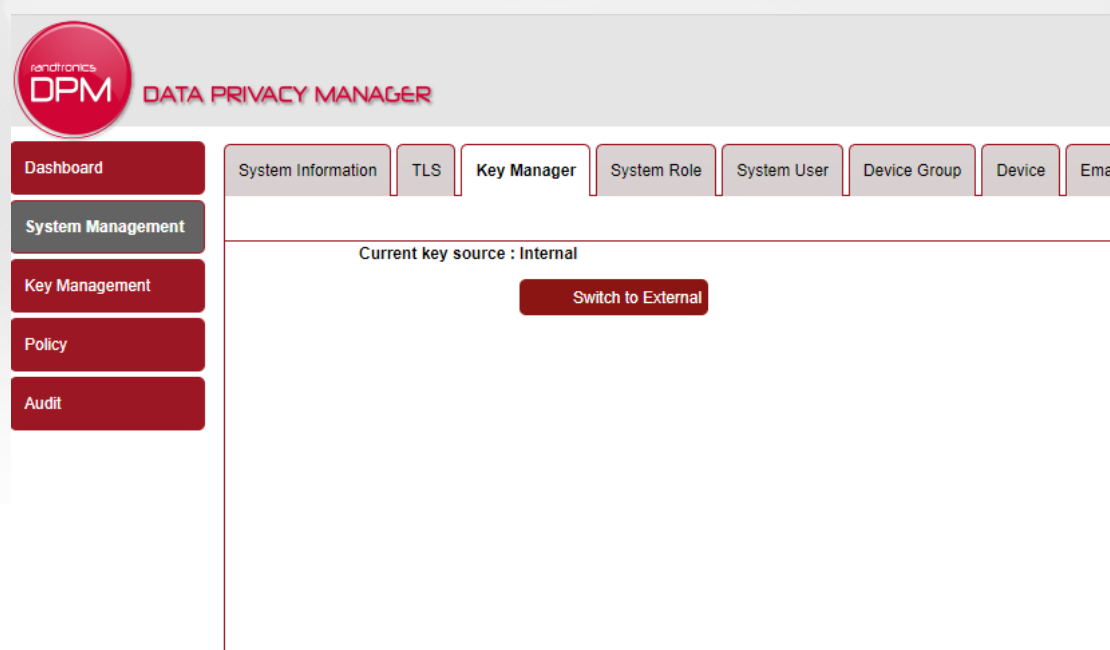 randtronics
DPM DATA PRIVACY MANAGER
Dashboard
System Management
Key Management
Policy
Audit
System Information TLS Key Manager System Role System User Device Group Device Ema
Current key source : Internal
Switch to External